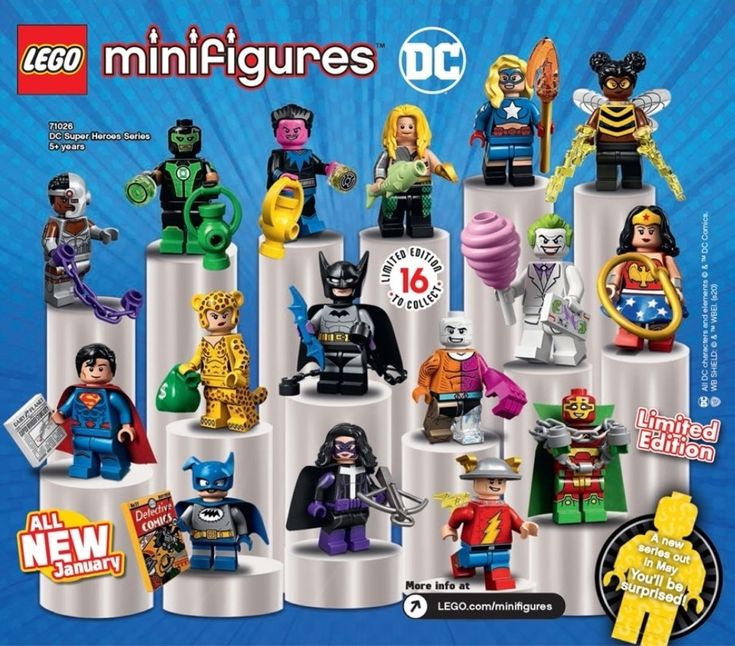 LEGO
minifigures™
DC
71026
DC Super Heroes Series
5+ years
LIMITED EDITION
16
TO COLLECT
Detective
COMICS
Limited
Edition
ALL
NEW
January
More info at
LEGO.com/minifigures
A new
series out
in May
You'll be
surprised!
All DC characters and elements © & ™ DC Comics.
WB SHIELD: © & ™ WBEI. (s20)